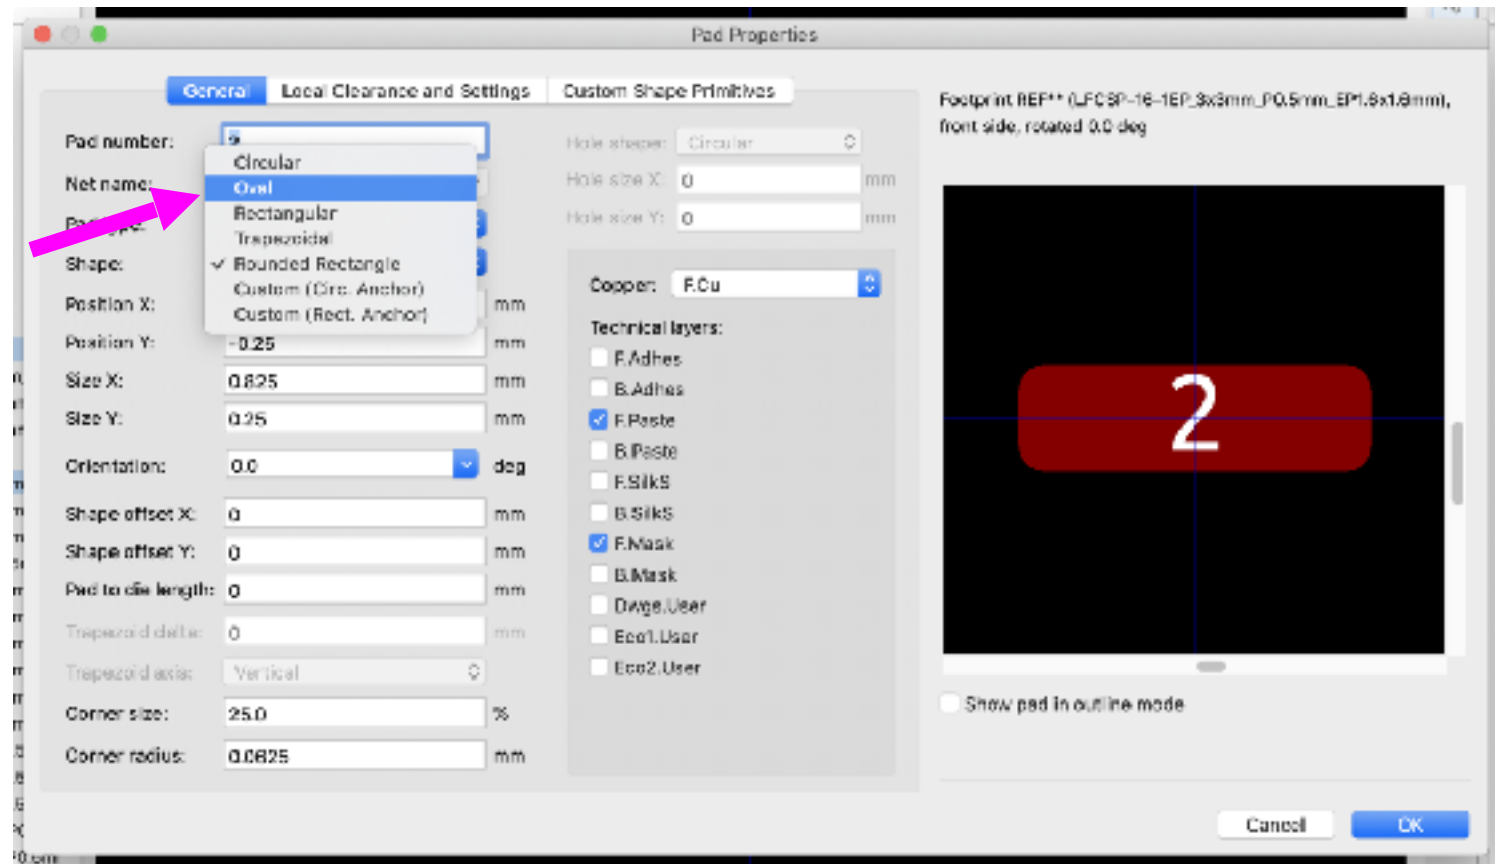 Pad Properties
General
Local Clearance and Settings
Custom Shape Primitives
Pad number:
2
Net name:
Shape:
Circular
Oval
Rectangular
Trapezoidal
✓ Rounded Rectangle
Custom (Circ. Anchor)
Custom (Rect. Anchor)
Position X:
mm
Position Y:
-0.25
mm
Size X:
0.825
mm
Size Y:
0.25
mm
Orientation:
0.0
deg
Shape offset X:
0
mm
Shape offset Y:
0
mm
Pad to die length:
0
mm
Trapezoid delta:
0
mm
Trapezoid axis:
Vertical
Corner size:
25.0
%
Corner radius:
0.0625
mm
Hole shape:
Circular
Hole size X:
0
mm
Hole size Y:
0
mm
Copper:
F.Cu
Technical layers:
F.Adhes
B.Adhes
F.Paste
B.Paste
F.SilkS
B.SilkS
F.Mask
B.Mask
Dwgs.User
Eco1.User
Eco2.User
Footprint REF** (LFCSP-16-1EP_3x3mm_P0.5mm_EP1.6x1.6mm),
front side, rotated 0.0 deg
2
Show pad in outline mode
Cancel
OK